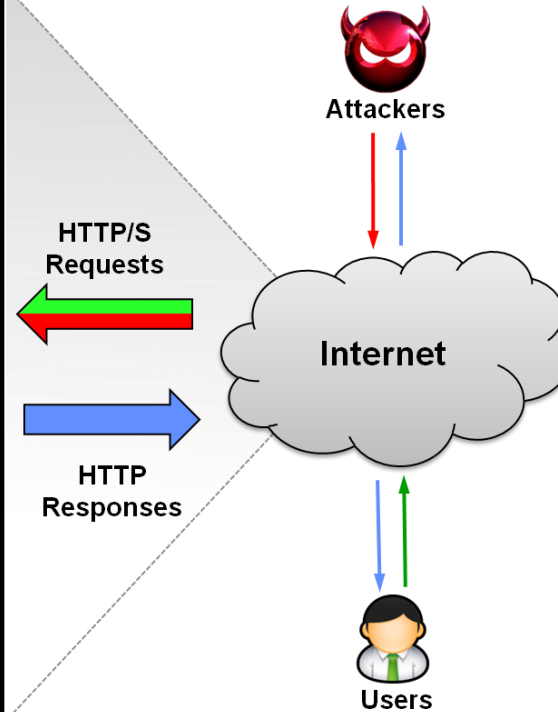 Attackers
HTTP/S
Requests
Internet
HTTP
Responses
Users